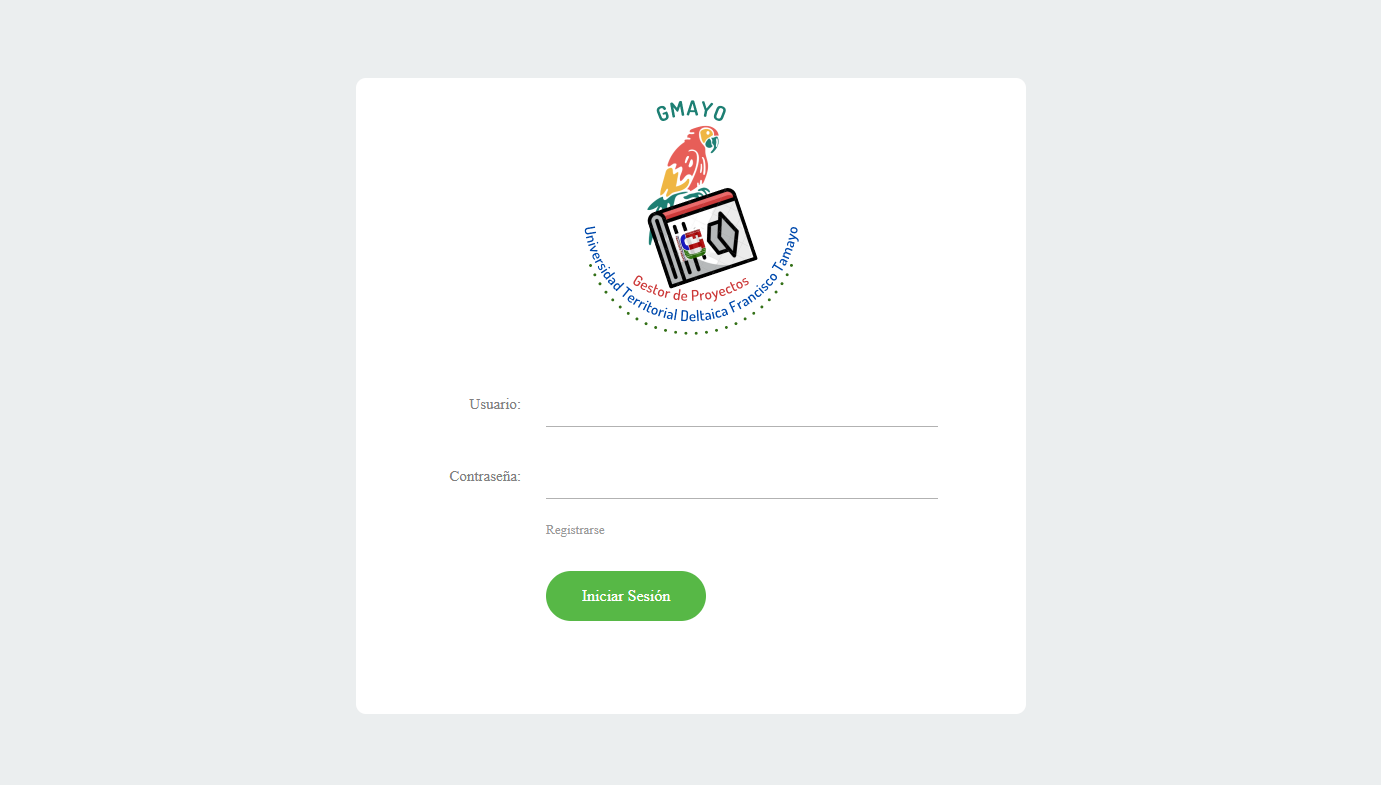 GMAYO
Gestor de Proyectos
Universidad Territorial Deltaica Francisco Tamayo
Usuario:
Contraseña:
Registrarse
Iniciar Sesión